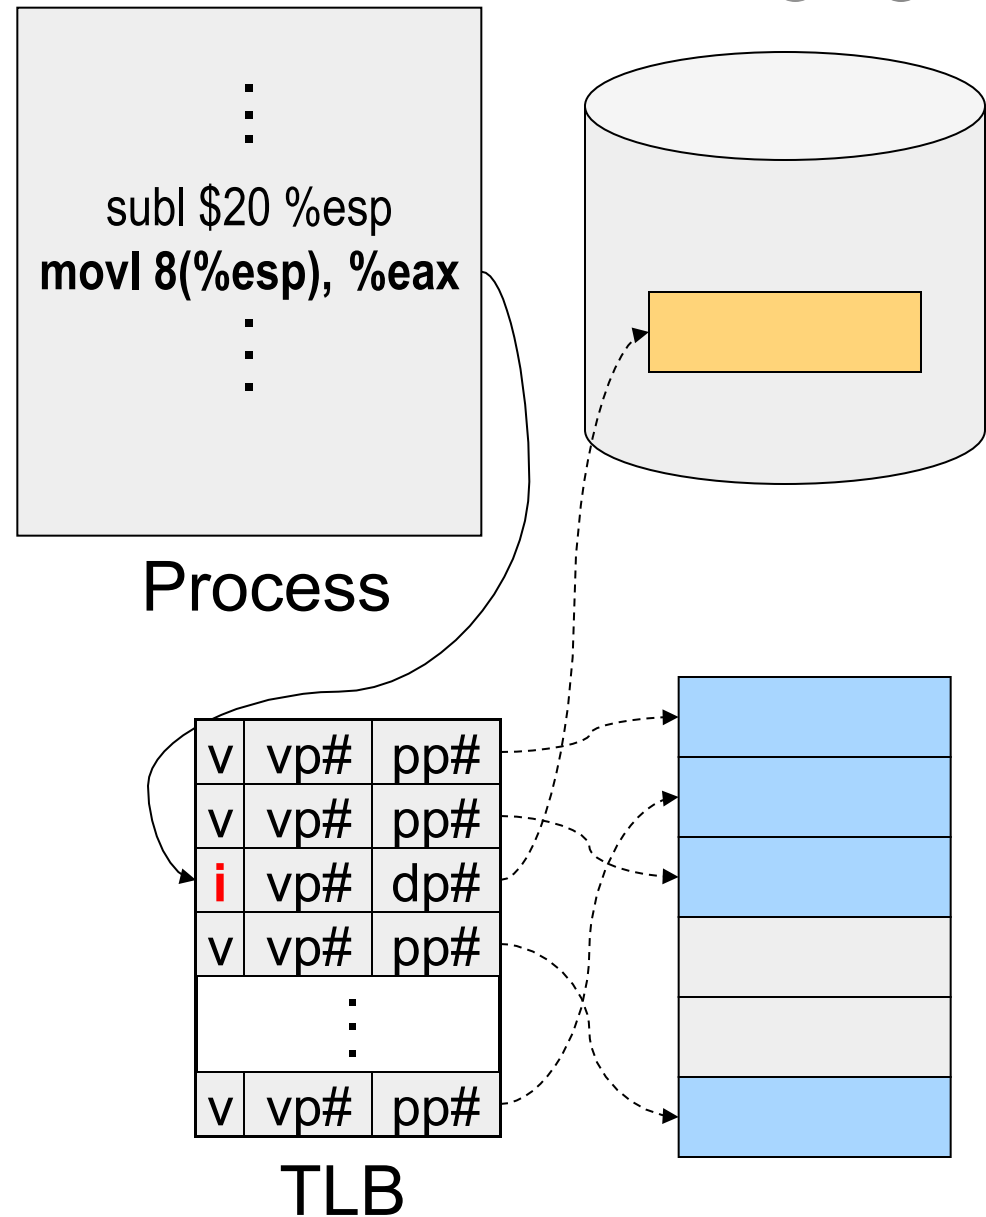 subl $20 %esp
movl 8(%esp), %eax
Process
v vp# pp#
v vp# pp#
i vp# dp#
v vp# pp#
v vp# pp#
TLB